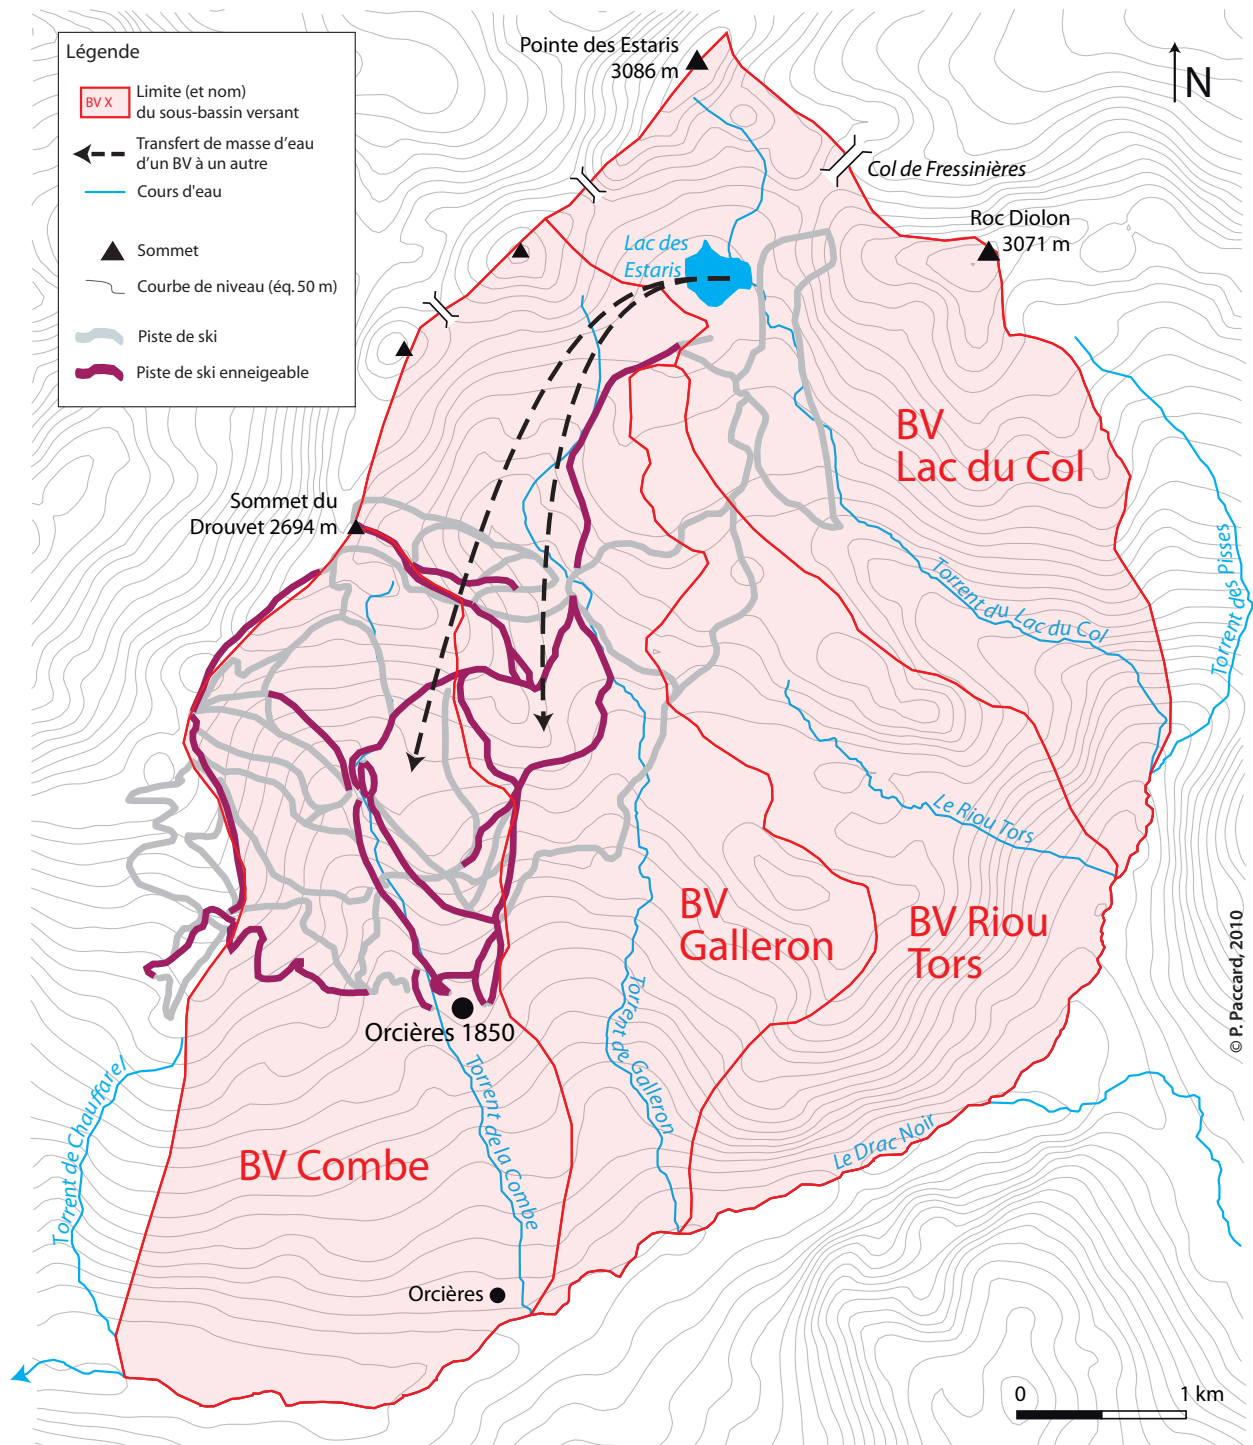 Légende
BV X
Limite (et nom)
du sous-bassin versant
Transfert de masse d'eau
d'un BV à un autre
Cours d'eau
Sommet
Courbe de niveau (éq. 50 m)
Piste de ski
Piste de ski enneigeable
Pointe des Estaris
3086 m
N
Col de Fressinières
Roc Diolon
3071 m
Lac des
Estaris
BV
Lac du Col
Sommet du
Drouvet 2694 m
Torrent des Pisses
Torrent du Lac du Col
Le Riou Tors
BV
Galleron
BV Riou
Tors
© P. Paccard, 2010
Orcières 1850
Torrent de Galleron
Torrent de la Combe
Torrent de Chauffarel
Le Drac Noir
BV Combe
Orcières
0
1 km